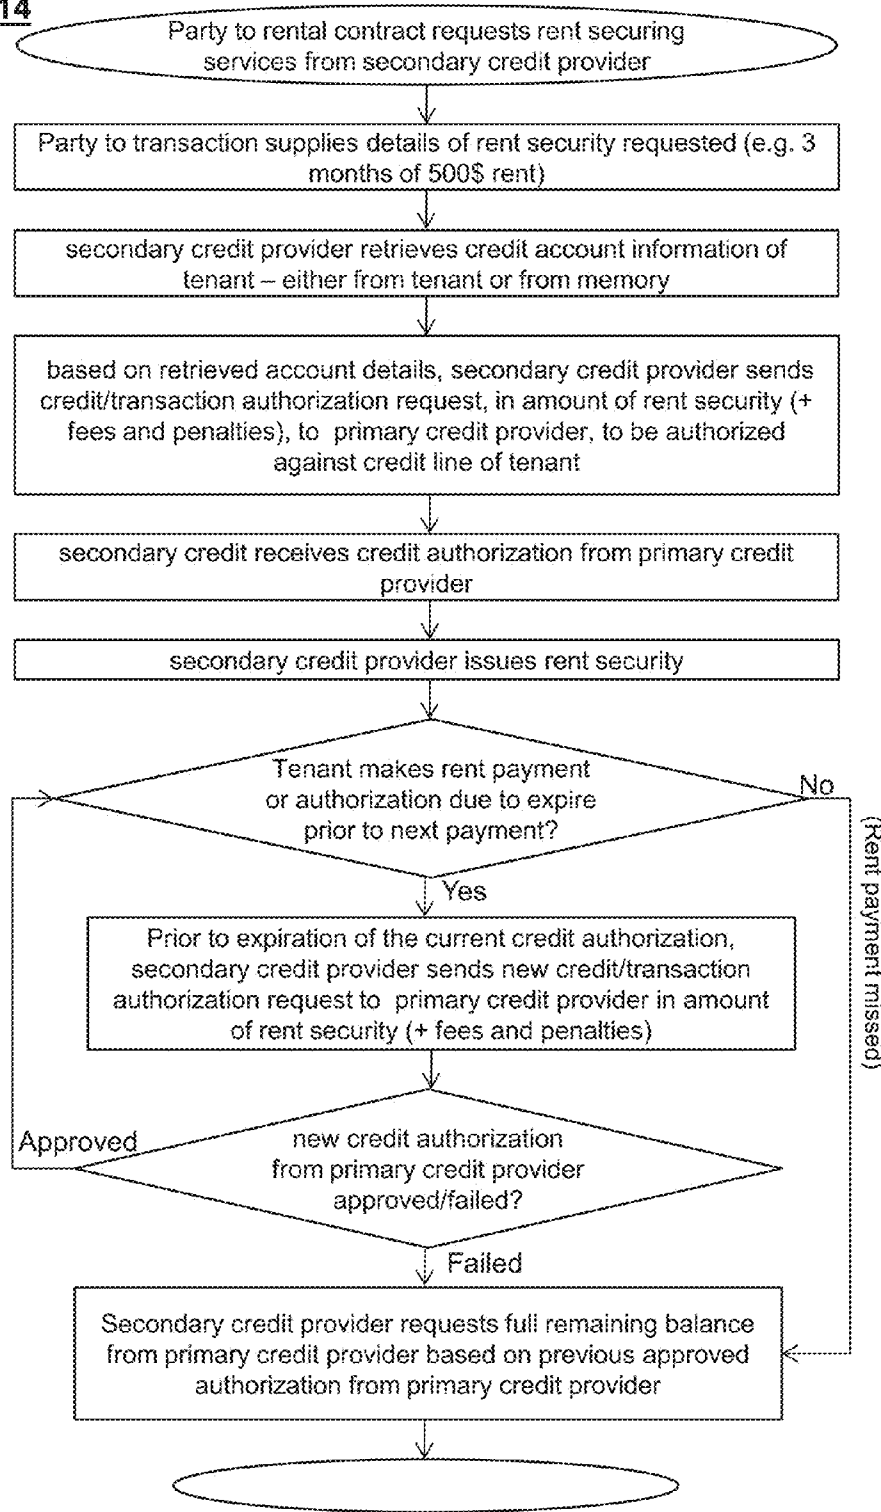 14
Party to rental contract requests rent securing
services from secondary credit provider
Party to transaction supplies details of rent security requested (e.g. 3
months of 500$ rent)
secondary credit provider retrieves credit account information of
tenant – either from tenant or from memory
based on retrieved account details, secondary credit provider sends
credit/transaction authorization request, in amount of rent security (+
fees and penalties), to primary credit provider, to be authorized
against credit line of tenant
secondary credit receives credit authorization from primary credit
provider
secondary credit provider issues rent security
Tenant makes rent payment
or authorization due to expire
prior to next payment?
No
(Rent payment missed)
Yes
Prior to expiration of the current credit authorization,
secondary credit provider sends new credit/transaction
authorization request to primary credit provider in amount
of rent security (+ fees and penalties)
Approved
new credit authorization
from primary credit provider
approved/failed?
Failed
Secondary credit provider requests full remaining balance
from primary credit provider based on previous approved
authorization from primary credit provider